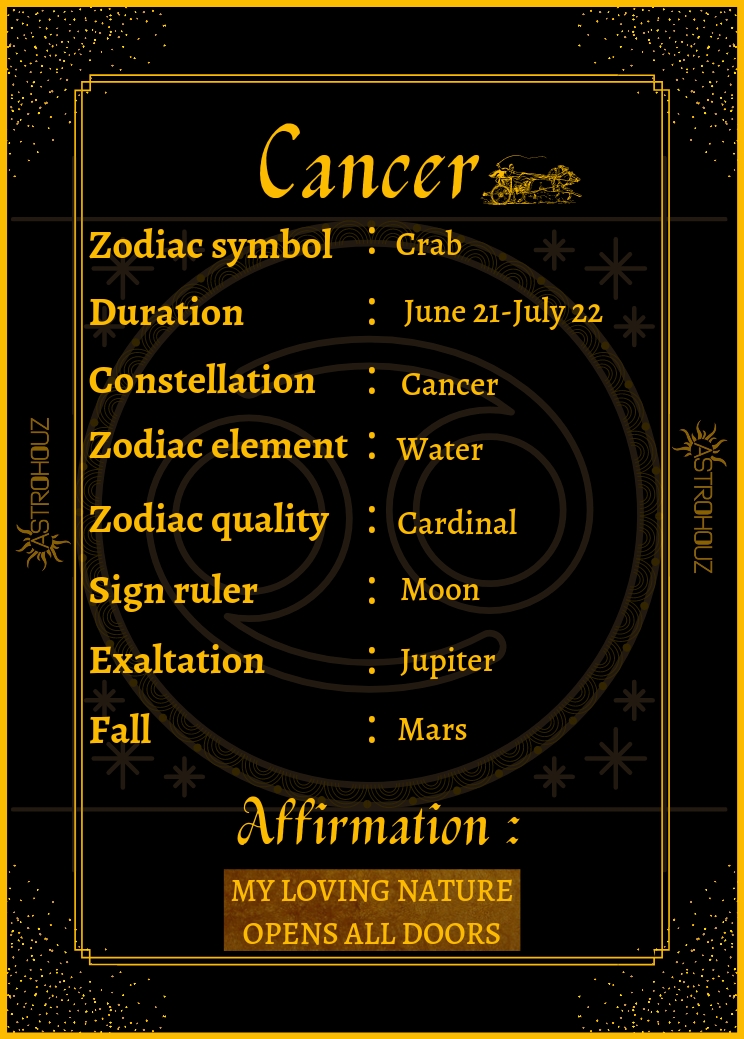 Cancer
Zodiac symbol : Crab
Duration : June 21-July 22
Constellation : Cancer
Zodiac element : Water
Zodiac quality : Cardinal
Sign ruler : Moon
Exaltation : Jupiter
Fall : Mars
Affirmation :
MY LOVING NATURE
OPENS ALL DOORS
ASTROHOUZ
ASTROHOUZ